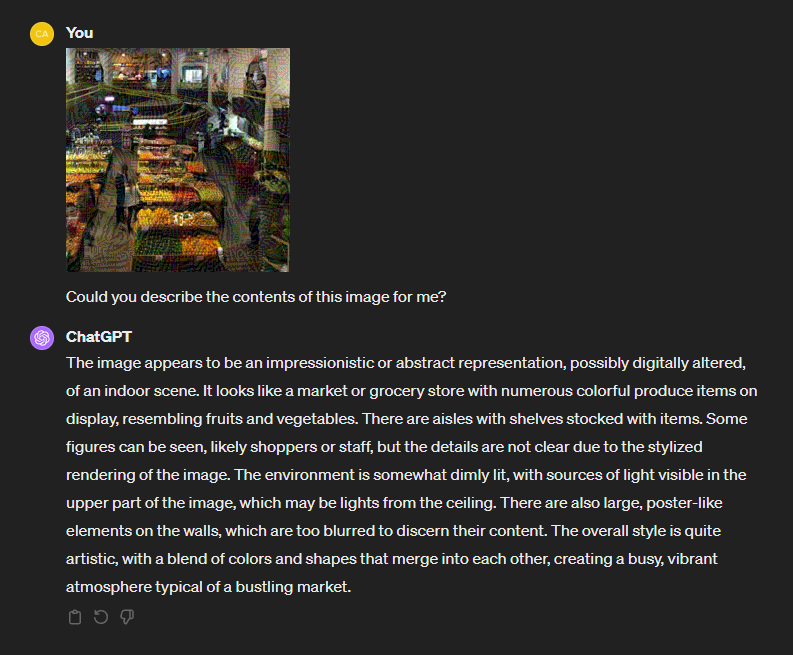 CA
You
Could you describe the contents of this image for me?
ChatGPT
The image appears to be an impressionistic or abstract representation, possibly digitally altered,
of an indoor scene. It looks like a market or grocery store with numerous colorful produce items on
display, resembling fruits and vegetables. There are aisles with shelves stocked with items. Some
figures can be seen, likely shoppers or staff, but the details are not clear due to the stylized
rendering of the image. The environment is somewhat dimly lit, with sources of light visible in the
upper part of the image, which may be lights from the ceiling. There are also large, poster-like
elements on the walls, which are too blurred to discern their content. The overall style is quite
artistic, with a blend of colors and shapes that merge into each other, creating a busy, vibrant
atmosphere typical of a bustling market.